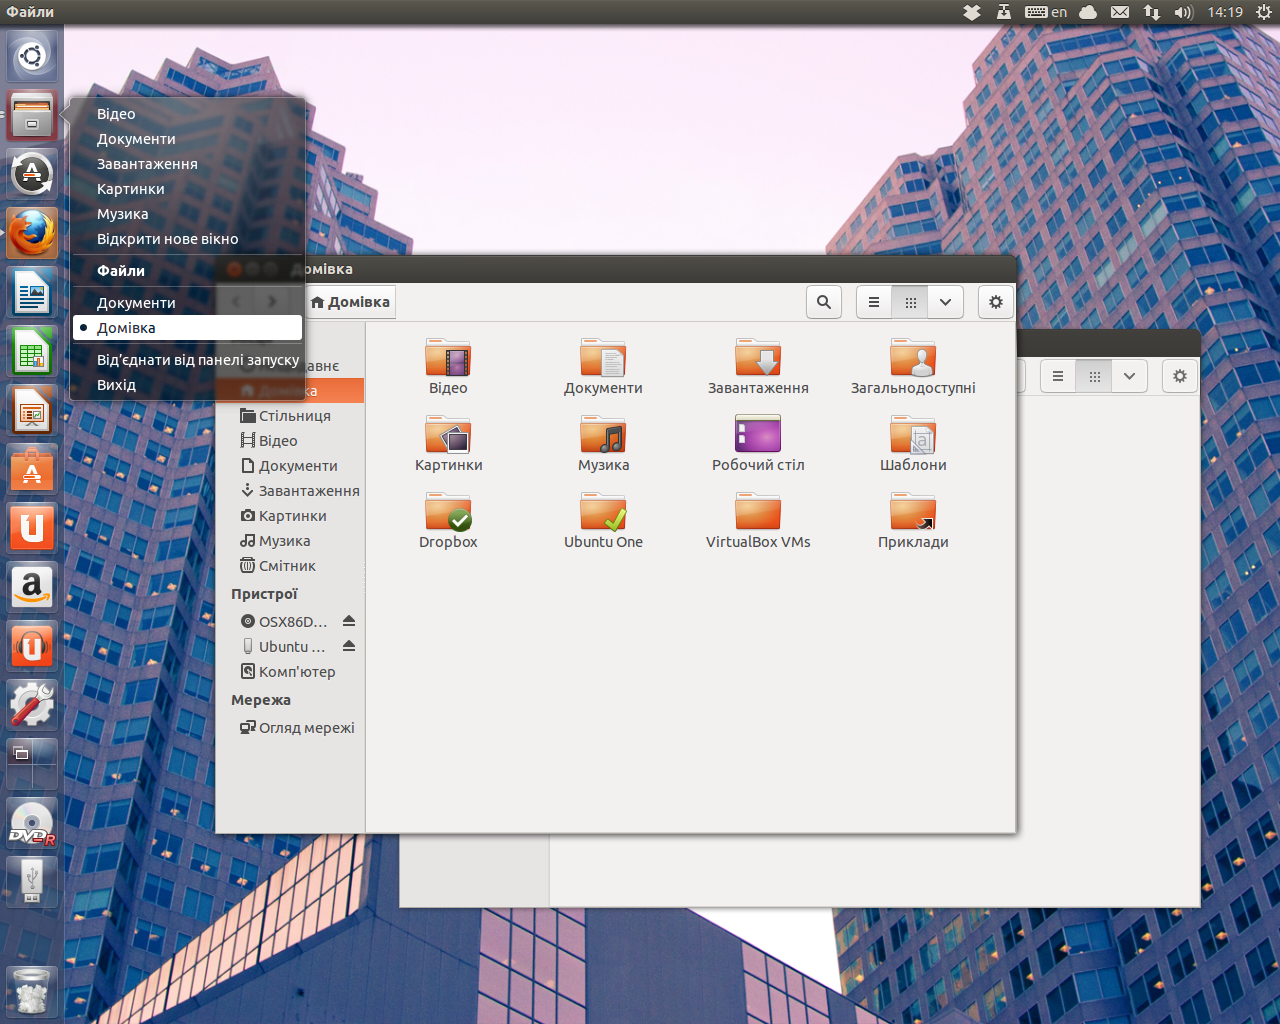 Файли
en
14:19
Відео
Документи
Завантаження
Картинки
Музика
Відкрити нове вікно
Файли
Документи
Домівка
Від’єднати від панелі запуску
Вихід
Домівка
Домівка
Домівка
Стільниця
Відео
Документи
Завантаження
Картинки
Музика
Смітник
Пристрої
OSX86D...
Ubuntu ...
Комп'ютер
Мережа
Огляд мережі
Відео
Документи
Завантаження
Загальнодоступні
Картинки
Музика
Робочий стіл
Шаблони
Dropbox
Ubuntu One
VirtualBox VMs
Приклади
DVD-R